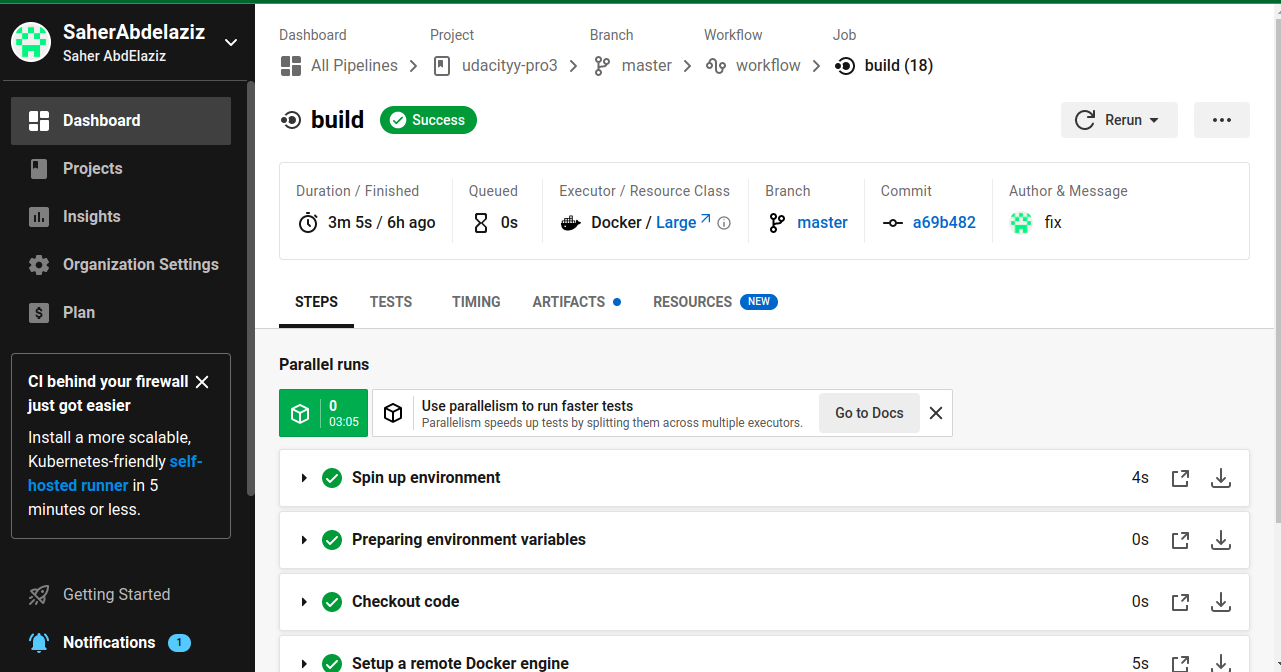 SaherAbdelaziz
Saher AbdElaziz
Dashboard
Projects
Insights
Organization Settings
Plan
CI behind your firewall
just got easier
Install a more scalable,
Kubernetes-friendly self-
hosted runner in 5
minutes or less.
Getting Started
Notifications 1
Dashboard Project Branch Workflow Job
All Pipelines udacityy-pro3 master workflow build (18)
build Success Rerun
Duration / Finished Queued Executor / Resource Class Branch Commit Author & Message
3m 5s / 6h ago 0s Docker / Large master a69b482 fix
STEPS TESTS TIMING ARTIFACTS RESOURCES NEW
Parallel runs
0
03:05
Use parallelism to run faster tests
Parallelism speeds up tests by splitting them across multiple executors.
Go to Docs
Spin up environment 4s
Preparing environment variables 0s
Checkout code 0s
Setup a remote Docker engine 5s